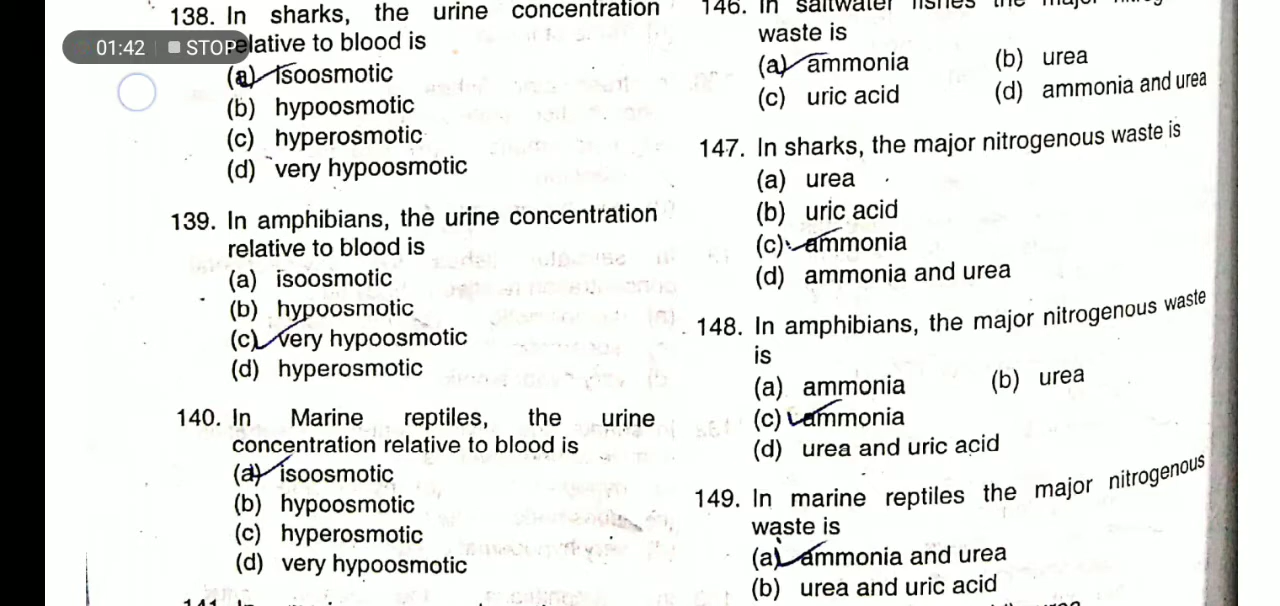 138. In sharks, the urine concentration
relative to blood is
(a) isoosmotic
(b) hypoosmotic
(c) hyperosmotic
(d) very hypoosmotic
139. In amphibians, the urine concentration
relative to blood is
(a) isoosmotic
(b) hypoosmotic
(c) very hypoosmotic
(d) hyperosmotic
140. In Marine reptiles, the urine
concentration relative to blood is
(a) isoosmotic
(b) hypoosmotic
(c) hyperosmotic
(d) very hypoosmotic
01:42 STOP
146. In saltwater fishes the major
waste is
(a) ammonia (b) urea
(c) uric acid (d) ammonia and urea
147. In sharks, the major nitrogenous waste is
(a) urea
(b) uric acid
(c) ammonia
(d) ammonia and urea
148. In amphibians, the major nitrogenous waste
is
(a) ammonia (b) urea
(c) ammonia
(d) urea and uric acid
149. In marine reptiles the major nitrogenous
waste is
(a) ammonia and urea
(b) urea and uric acid